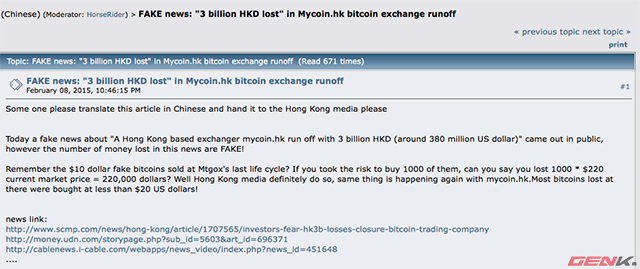 (Chinese) (Moderator: HorseRider) > FAKE news: "3 billion HKD lost" in Mycoin.hk bitcoin exchange runoff
« previous topic next topic »
print
Topic: FAKE news: "3 billion HKD lost" in Mycoin.hk bitcoin exchange runoff (Read 671 times)
FAKE news: "3 billion HKD lost" in Mycoin.hk bitcoin exchange runoff
February 08, 2015, 10:46:15 PM
#1
Some one please translate this article in Chinese and hand it to the Hong Kong media please
Today a fake news about "A Hong Kong based exchanger mycoin.hk run off with 3 billion HKD (around 380 million US dollar)" came out in public,
however the number of money lost in this news are FAKE!
Remember the $10 dollar fake bitcoins sold at Mtgox's last life cycle? If you took the risk to buy 1000 of them, can you say you lost 1000 * $220
current market price = 220,000 dollars? Well Hong Kong media definitely do so, same thing is happening again with mycoin.hk.Most bitcoins lost at
there were bought at less than $20 US dollars!
news link:
http://www.scmp.com/news/hong-kong/article/1707565/investors-fear-hk3b-losses-closure-bitcoin-trading-company
http://money.udn.com/storypage.php?sub_id=5603&art_id=696371
http://cablenews.i-cable.com/webapps/news_video/index.php?news_id=451648
....
GENK